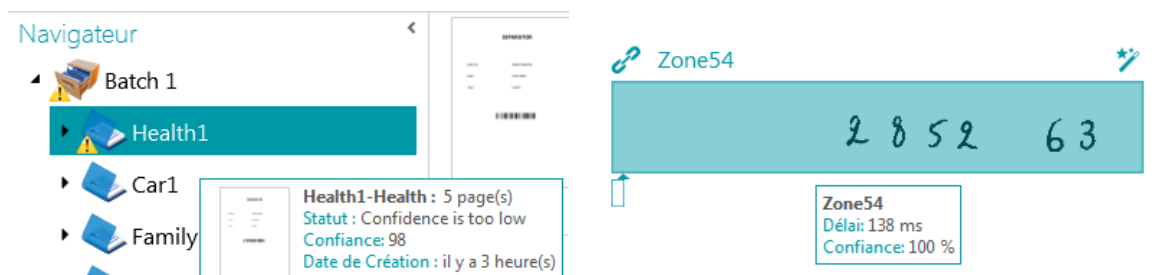 Navigateur
Batch 1
Health1
Car1
Family
SEPARATOR
Health1-Health : 5 page(s)
Statut : Confidence is too low
Confiance: 98
Date de Création : il y a 3 heure(s)
Zone54
2852 63
Zone54
Délai: 138 ms
Confiance: 100 %